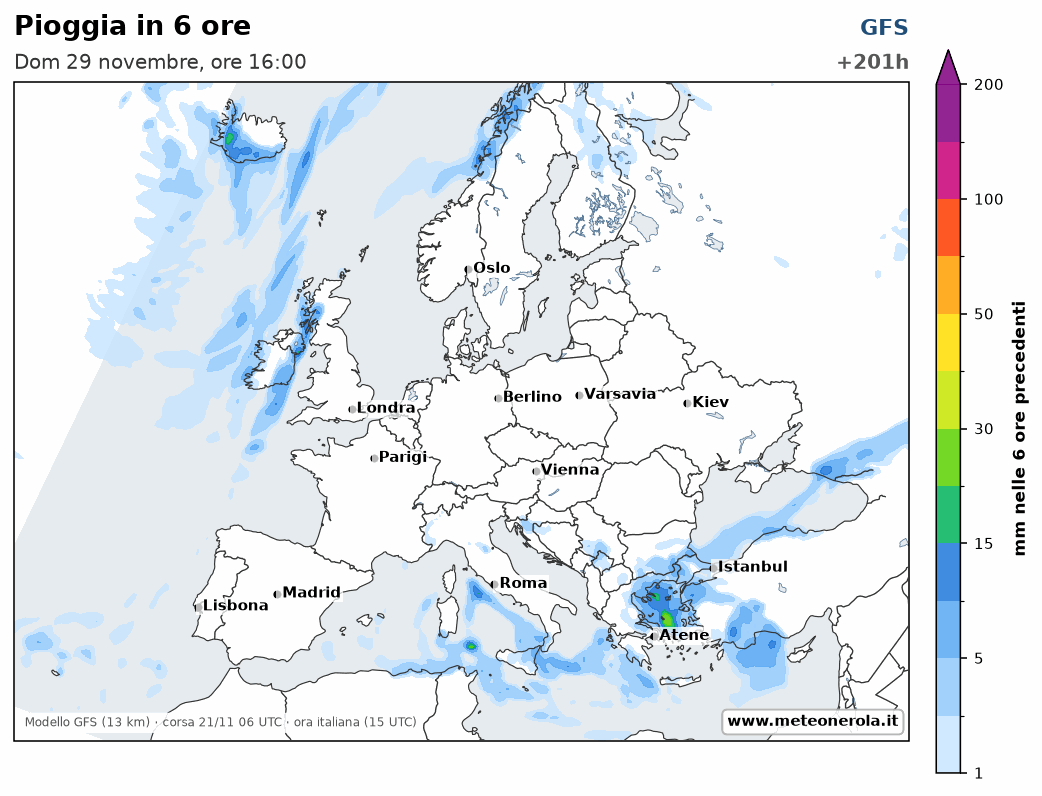 Pioggia in 6 ore
GFS
Dom 29 novembre, ore 16:00
+201h
200
100
50
30
15
5
1
mm nelle 6 ore precedenti
Oslo
Berlino
Varsavia
Kiev
Londra
Parigi
Vienna
Istanbul
Roma
Madrid
Lisbona
Atene
Modello GFS (13 km) · corsa 21/11 06 UTC · ora italiana (15 UTC)
www.meteonerola.it